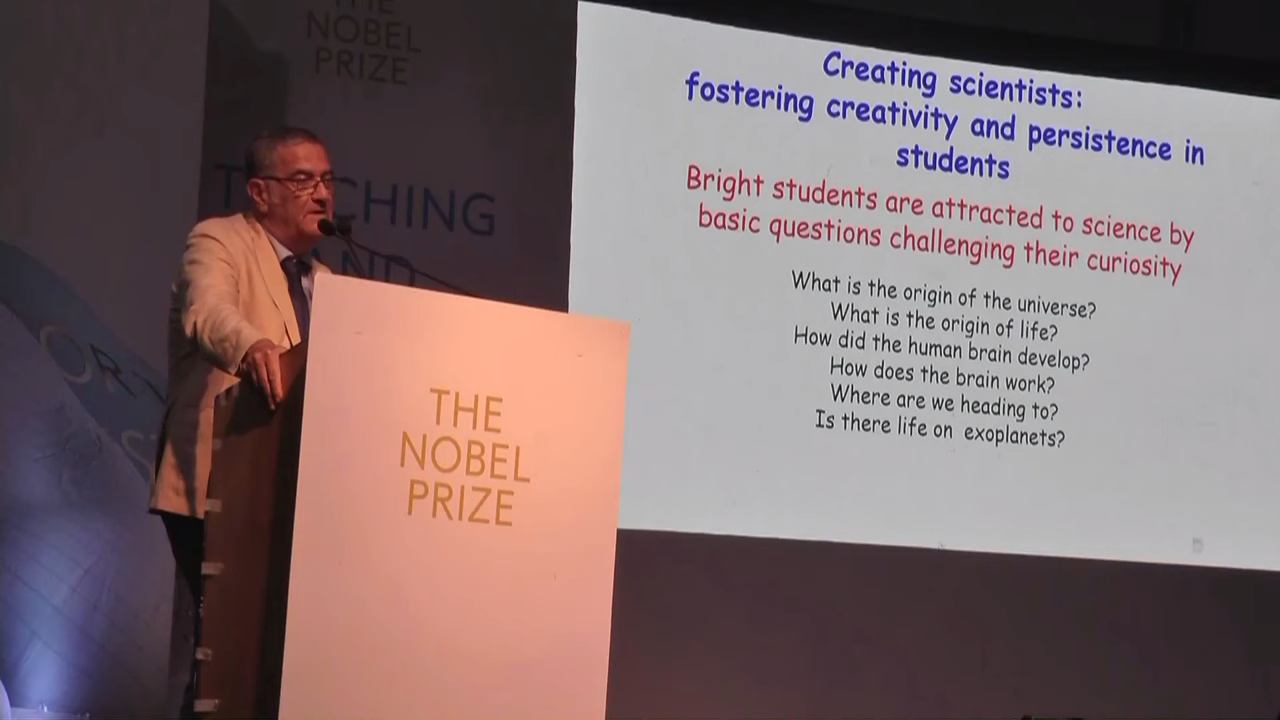 THE
NOBEL
PRIZE
AND
THE
NOBEL
PRIZE
Creating scientists:
fostering creativity and persistence in
students
Bright students are attracted to science by
basic questions challenging their curiosity
What is the origin of the universe?
What is the origin of life?
How did the human brain develop?
How does the brain work?
Where are we heading to?
Is there life on exoplanets?